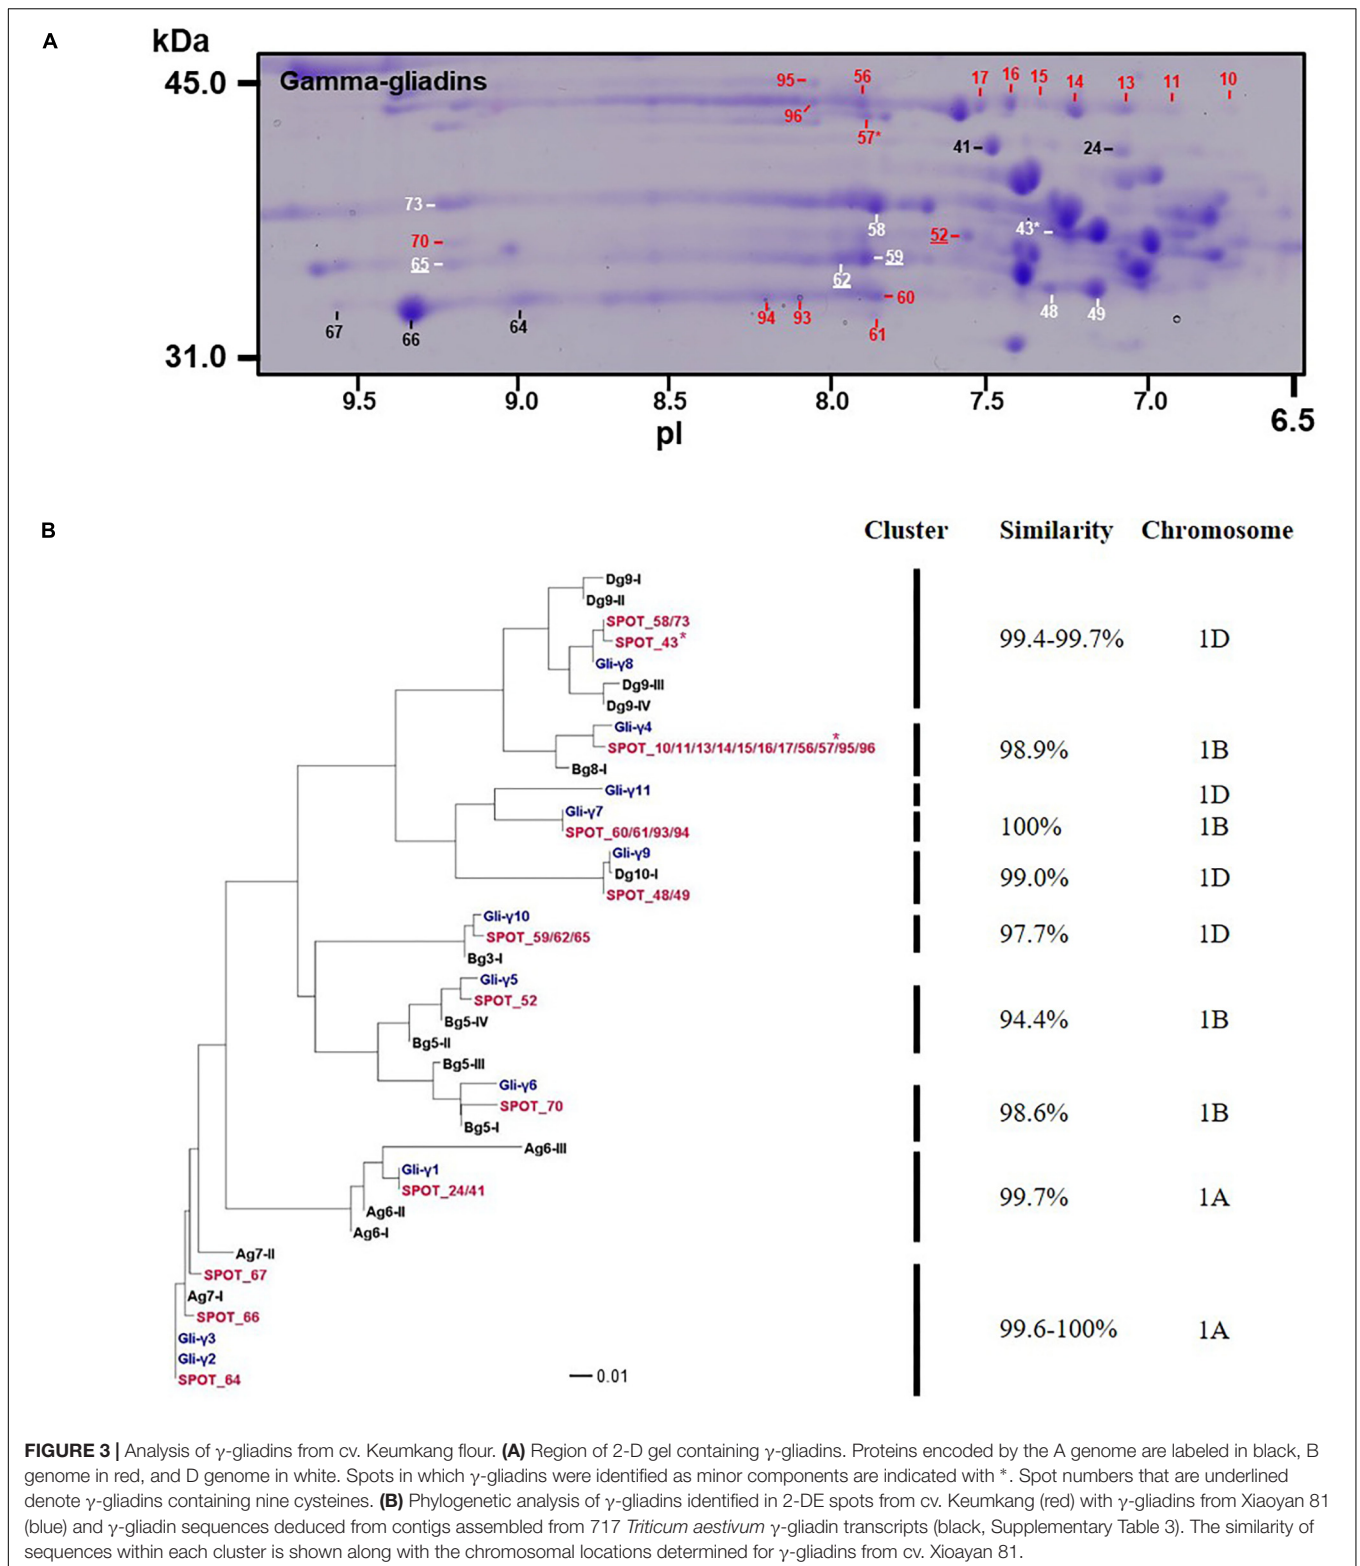 A
kDa
45.0
31.0
Gamma-gliadins
95 56 17 16 15 14 13 11 10
96
57*
41 24
73
58
43*
70
52
65
59
62
60
48 49
94 93
61
67 66 64
9.5 9.0 8.5 8.0 7.5 7.0 6.5
pI
B
Cluster Similarity Chromosome
Dg9-I
Dg9-II
SPOT_58/73
SPOT_43*
Gli-γ8
Dg9-III
Dg9-IV
99.4-99.7% 1D
Gli-γ4
SPOT_10/11/13/14/15/16/17/56/57*/95/96
Bg8-I
98.9% 1B
Gli-γ11
1D
Gli-γ7
SPOT_60/61/93/94
100% 1B
Gli-γ9
Dg10-I
SPOT_48/49
99.0% 1D
Gli-γ10
SPOT_59/62/65
Bg3-I
97.7% 1D
Gli-γ5
SPOT_52
Bg5-IV
Bg5-II
94.4% 1B
Bg5-III
Gli-γ6
SPOT_70
Bg5-I
98.6% 1B
Ag6-III
Gli-γ1
SPOT_24/41
Ag6-II
Ag6-I
99.7% 1A
Ag7-II
SPOT_67
Ag7-I
SPOT_66
Gli-γ3
Gli-γ2
SPOT_64
99.6-100% 1A
0.01
FIGURE 3 | Analysis of γ-gliadins from cv. Keumkang flour. (A) Region of 2-D gel containing γ-gliadins. Proteins encoded by the A genome are labeled in black, B
genome in red, and D genome in white. Spots in which γ-gliadins were identified as minor components are indicated with *. Spot numbers that are underlined
denote γ-gliadins containing nine cysteines. (B) Phylogenetic analysis of γ-gliadins identified in 2-DE spots from cv. Keumkang (red) with γ-gliadins from Xiaoyan 81
(blue) and γ-gliadin sequences deduced from contigs assembled from 717 Triticum aestivum γ-gliadin transcripts (black, Supplementary Table 3). The similarity of
sequences within each cluster is shown along with the chromosomal locations determined for γ-gliadins from cv. Xioayan 81.